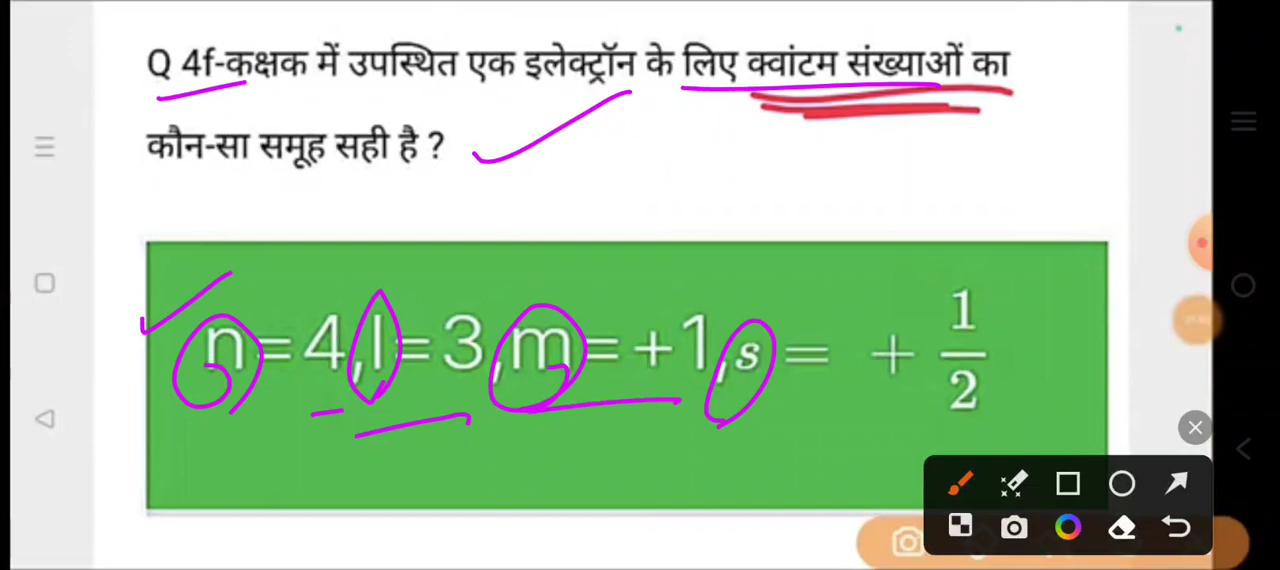 Q 4f-कक्षक में उपस्थित एक इलेक्ट्रॉन के लिए क्वांटम संख्याओं का
कौन-सा समूह सही है ?
n=4,l=3,m=+1,s= + 1/2